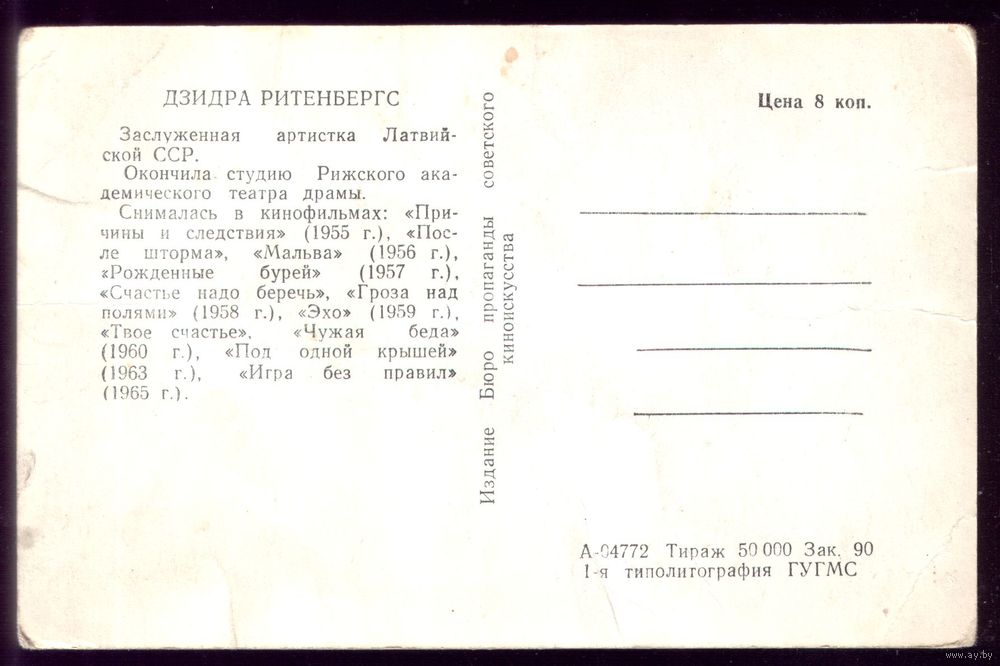 ДЗИДРА РИТЕНБЕРГС
Заслуженная артистка Латвий-
ской ССР.
Окончила студию Рижского ака-
демического театра драмы.
Снималась в кинофильмах: «При-
чины и следствия» (1955 г.), «Пос-
ле шторма», «Мальва» (1956 г.),
«Рожденные бурей» (1957 г.),
«Счастье надо беречь», «Гроза над
полями» (1958 г.), «Эхо» (1959 г.),
«Твое счастье», «Чужая беда»
(1960 г.), «Под одной крышей»
(1963 г.), «Игра без правил»
(1965 г.).
Издание Бюро пропаганды советского
киноискусства
Цена 8 коп.
А-04772 Тираж 50 000 Зак. 90
1-я типолитография ГУГМС
www.ay.by